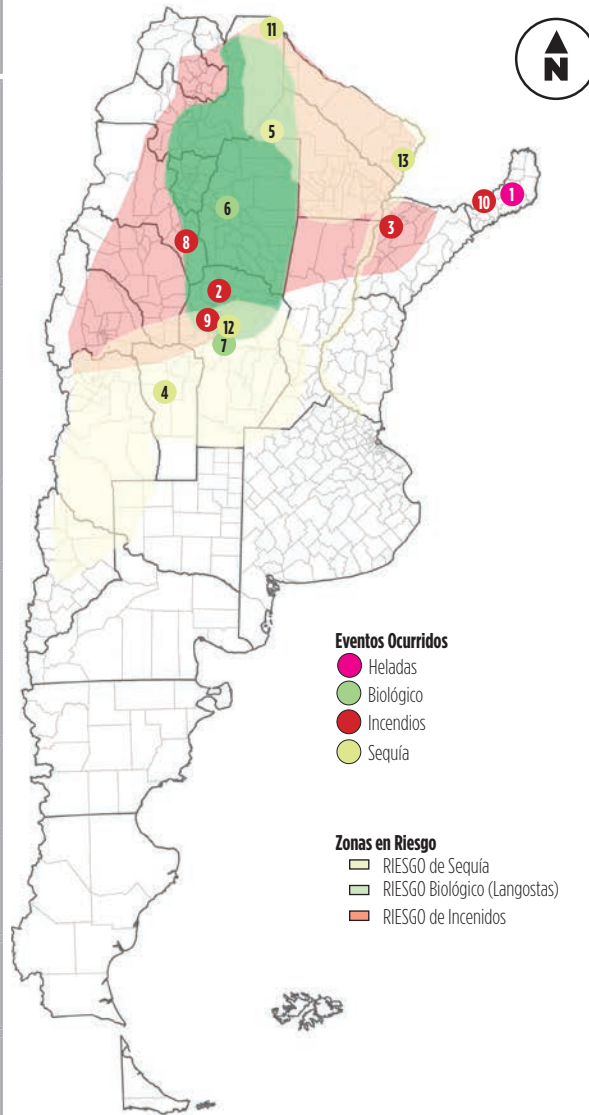 11
N
5
13
10
1
6
3
8
2
9
12
7
4
Eventos Ocurridos
Heladas
Biológico
Incendios
Sequía
Zonas en Riesgo
RIESGO de Sequía
RIESGO Biológico (Langostas)
RIESGO de Incenidos